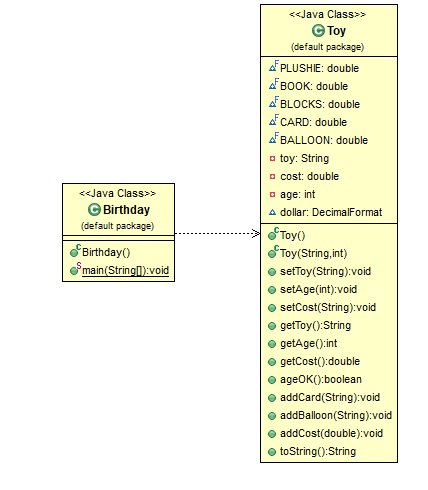 <<Java Class>>
Toy
(default package)
PLUSHIE: double
BOOK: double
BLOCKS: double
CARD: double
BALLOON: double
toy: String
cost: double
age: int
dollar: DecimalFormat
Toy()
Toy(String,int)
setToy(String):void
setAge(int):void
setCost(String):void
getToy():String
getAge():int
getCost():double
ageOK():boolean
addCard(String):void
addBalloon(String):void
addCost(double):void
toString():String
<<Java Class>>
Birthday
(default package)
Birthday()
main(String[]):void